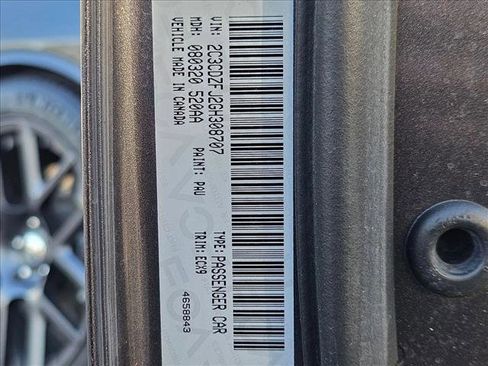 VIN: 2C3CDZFJ2GH308707 TYPE: PASSENGER CAR
MDH: 080320 520AA PAINT: PAU TRIM: ECX9
VEHICLE MADE IN CANADA 4658843